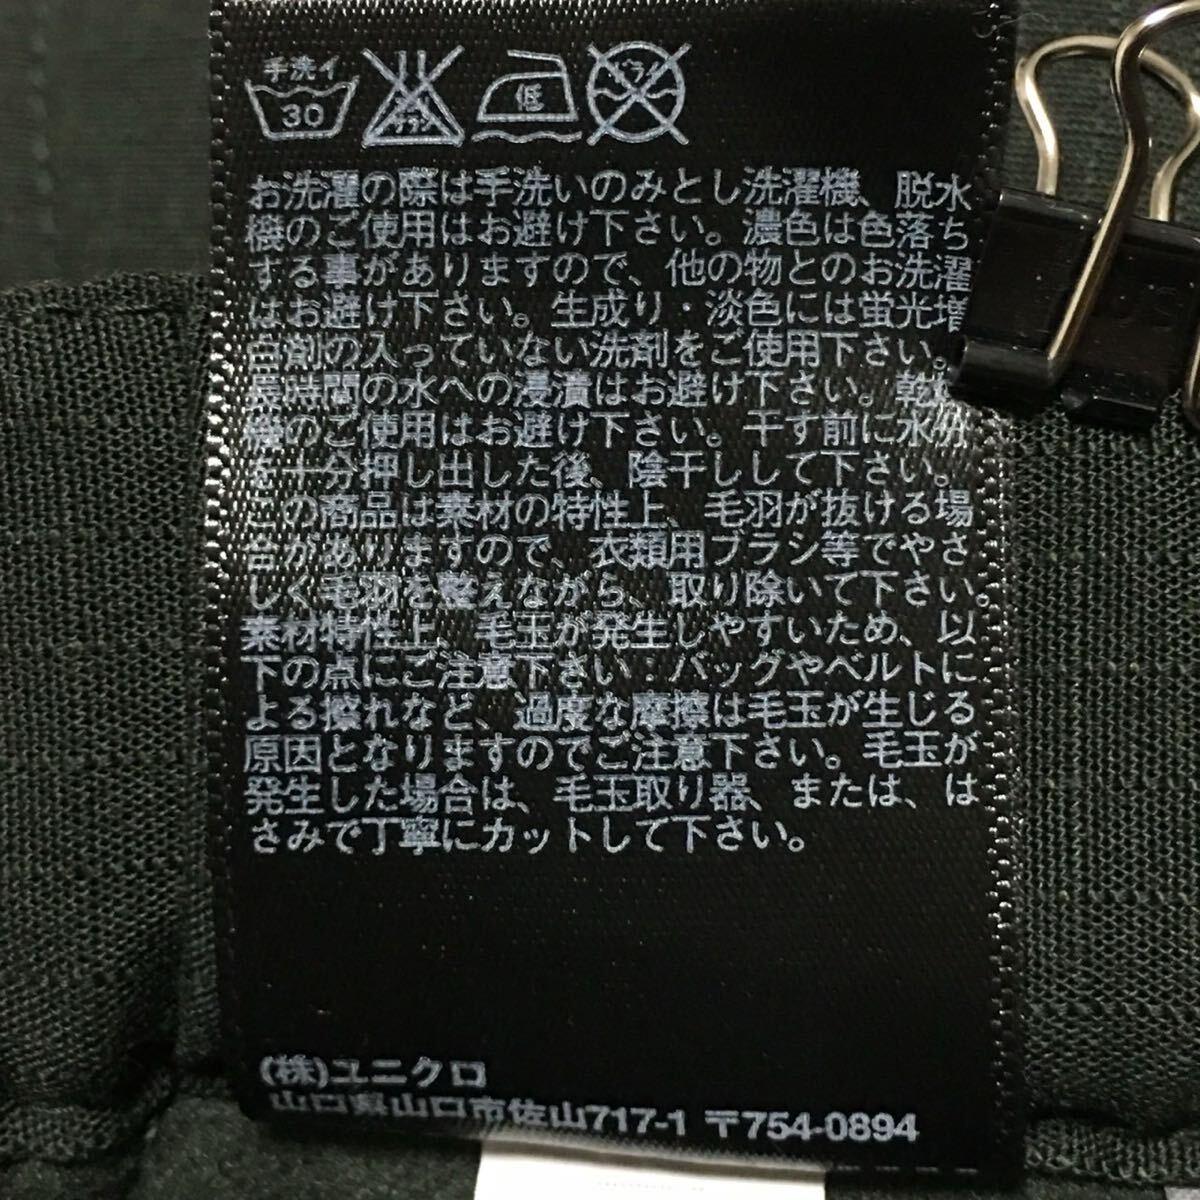 手洗イ
30
エンソサラシ
低
ドライ
お洗濯の際は手洗いのみとし洗濯機、脱水
機のご使用はお避け下さい。濃色は色落ち
する事がありますので、他の物とのお洗濯
はお避け下さい。生成り・淡色には蛍光増
白剤の入っていない洗剤をご使用下さい。
長時間の水への浸漬はお避け下さい。乾燥
機のご使用はお避け下さい。干す前に水分
を十分押し出した後、陰干しして下さい。
この商品は素材の特性上、毛羽が抜ける場
合がありますので、衣類用ブラシ等でやさ
しく毛羽を整えながら、取り除いて下さい。
素材特性上、毛玉が発生しやすいため、以
下の点にご注意下さい・バッグやベルトに
よる擦れなど、過度な摩擦は毛玉が生じる
原因となりますのでご注意下さい。毛玉が
発生した場合は、毛玉取り器、または、は
さみで丁寧にカットして下さい。
(株)ユニクロ
山口県山口市佐山717-1 〒754-0894